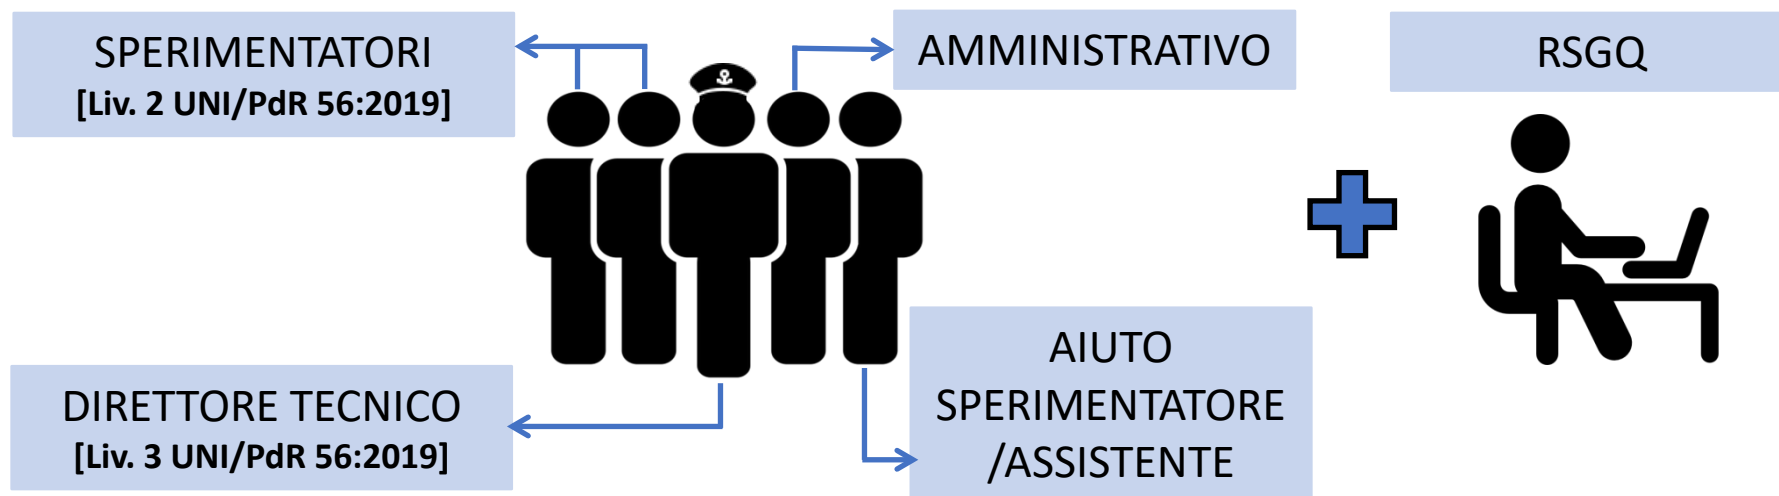 SPERIMENTATORI
[Liv. 2 UNI/PdR 56:2019]
AMMINISTRATIVO
RSGQ
DIRETTORE TECNICO
[Liv. 3 UNI/PdR 56:2019]
AIUTO
SPERIMENTATORE
/ASSISTENTE